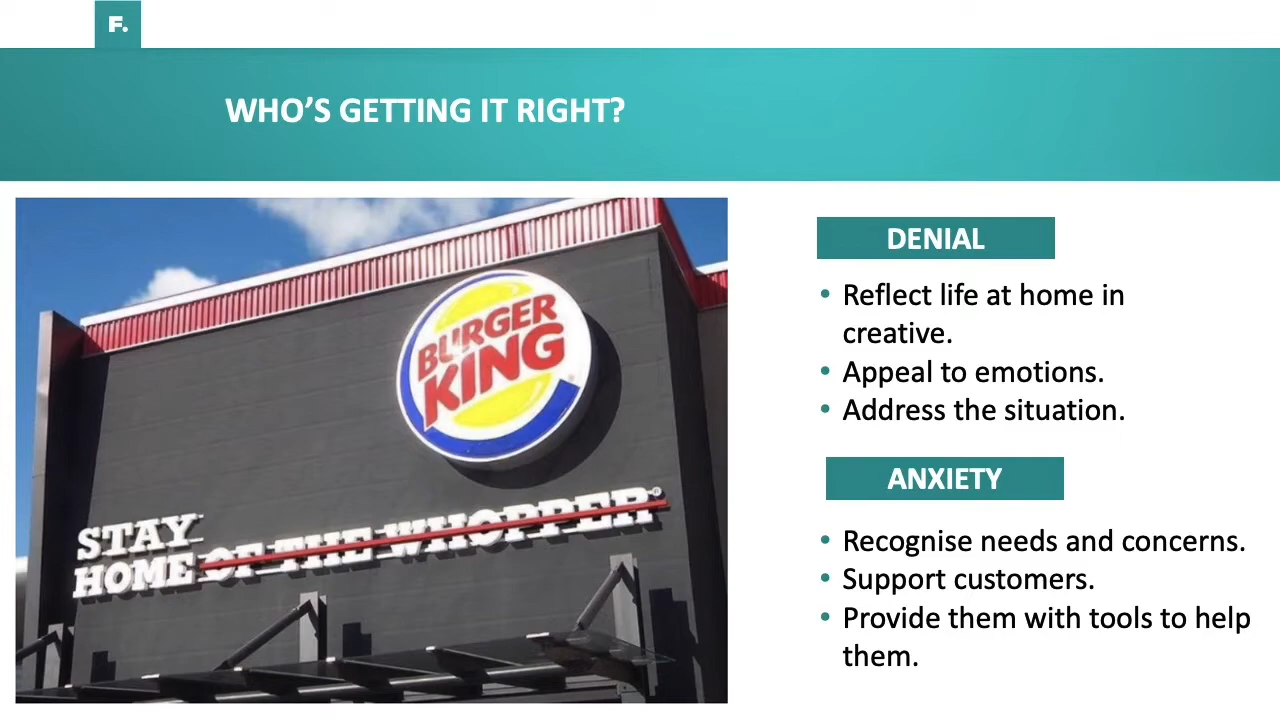 F.
WHO'S GETTING IT RIGHT?
BURGER
KING
STAY
HOME OF THE WHOPPER®
DENIAL
• Reflect life at home in
creative.
• Appeal to emotions.
• Address the situation.
ANXIETY
• Recognise needs and concerns.
• Support customers.
• Provide them with tools to help
them.